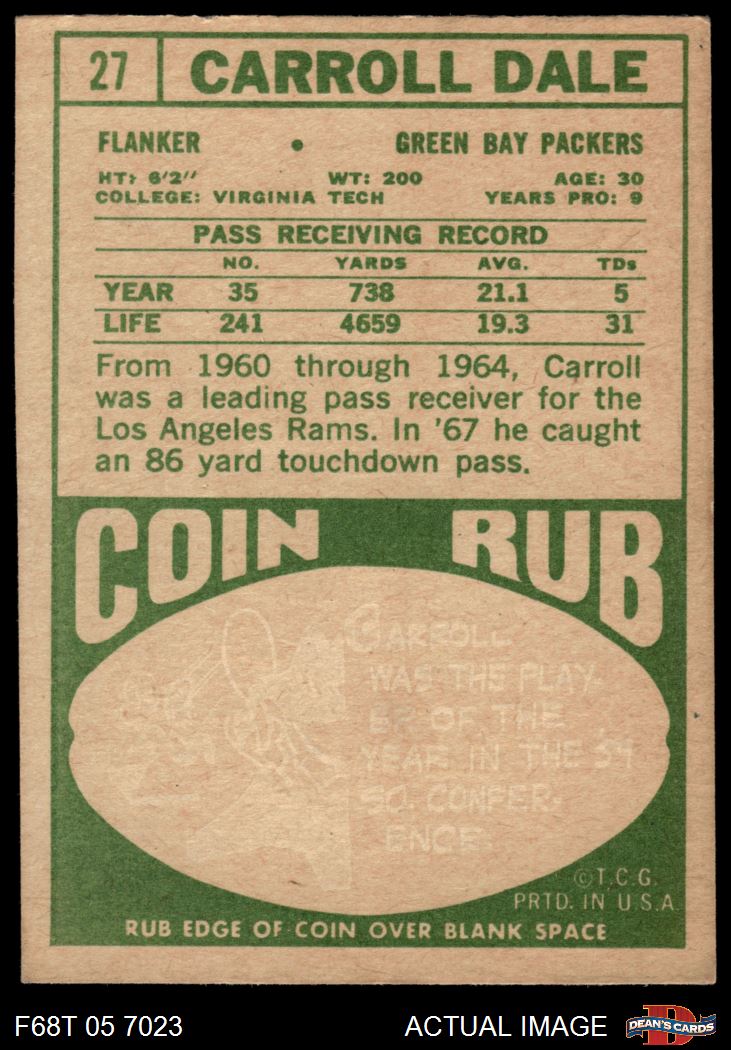 27 CARROLL DALE
FLANKER • GREEN BAY PACKERS
HT: 6'2" WT: 200 AGE: 30
COLLEGE: VIRGINIA TECH YEARS PRO: 9
PASS RECEIVING RECORD
NO. YARDS AVG. TDs
YEAR 35 738 21.1 5
LIFE 241 4659 19.3 31
From 1960 through 1964, Carroll
was a leading pass receiver for the
Los Angeles Rams. In '67 he caught
an 86 yard touchdown pass.
COIN RUB
CARROLL
WAS THE PLAY-
ER OF THE
YEAR IN THE '59
SO. CONFER-
ENCE.
©T.C.G.
PRTD. IN U.S.A.
RUB EDGE OF COIN OVER BLANK SPACE
F68T 05 7023 ACTUAL IMAGE
D
DEAN'S CARDS